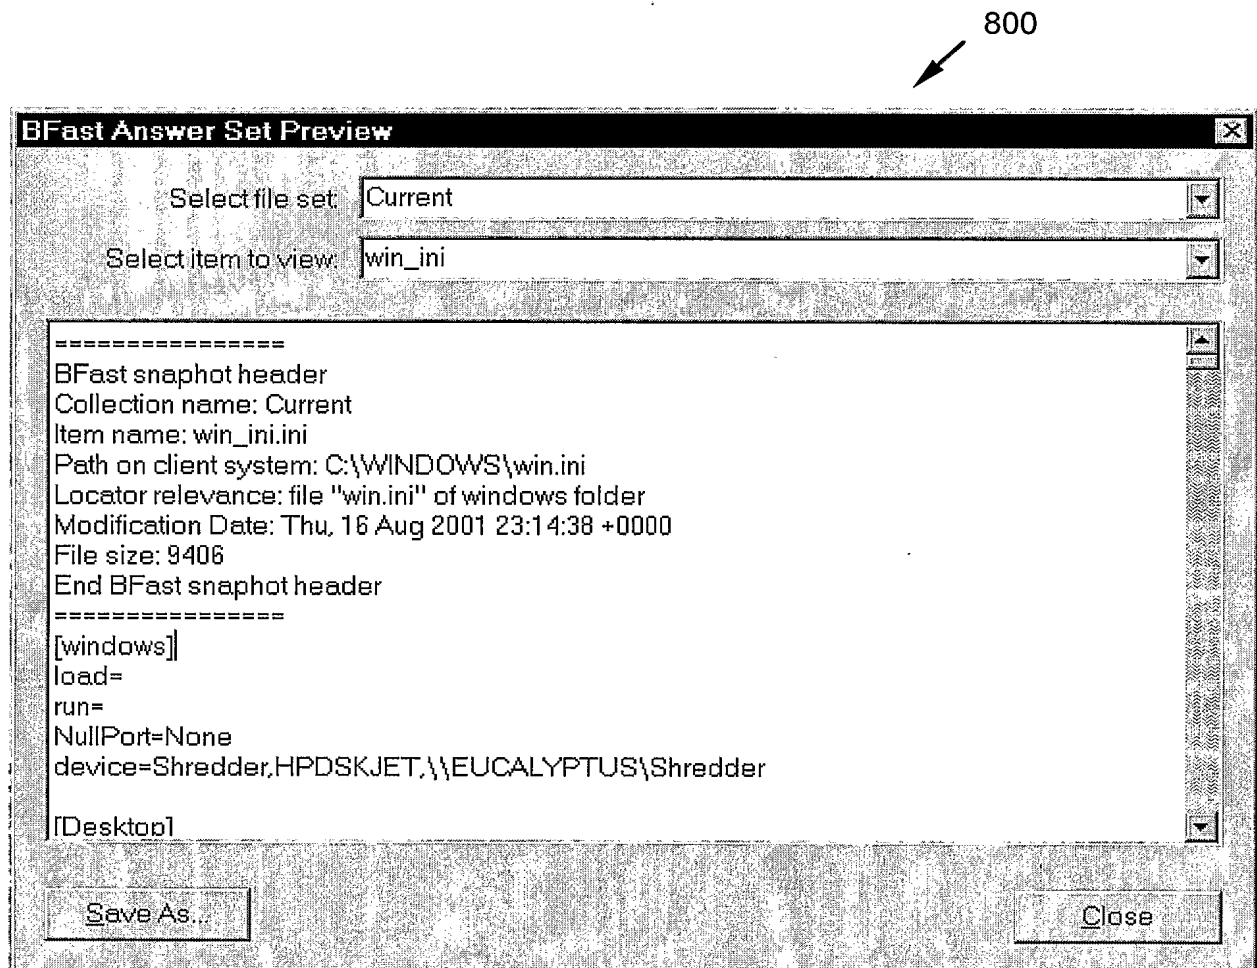 800
BFast Answer Set Preview
Select file set: Current
Select item to view: win_ini
================
BFast snaphot header
Collection name: Current
Item name: win_ini.ini
Path on client system: C:\WINDOWS\win.ini
Locator relevance: file "win.ini" of windows folder
Modification Date: Thu, 16 Aug 2001 23:14:38 +0000
File size: 9406
End BFast snaphot header
================
[windows]
load=
run=
NullPort=None
device=Shredder,HPDSKJET,\\EUCALYPTUS\Shredder
[Desktop]
Save As...
Close